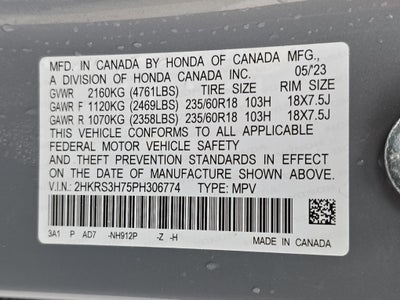 MFD. IN CANADA BY HONDA OF CANADA MFG.,
A DIVISION OF HONDA CANADA INC. 05/'23
GVWR 2160KG (4761LBS) TIRE SIZE RIM SIZE
GAWR F 1120KG (2469LBS) 235/60R18 103H 18X7.5J
GAWR R 1070KG (2358LBS) 235/60R18 103H 18X7.5J
THIS VEHICLE CONFORMS TO ALL APPLICABLE
FEDERAL MOTOR VEHICLE SAFETY
AND THEFT PREVENTION STANDARDS IN EFFECT
ON THE DATE OF MANUFACTURE SHOWN ABOVE.
V.I.N.: 2HKRS3H75PH306774 TYPE: MPV
3A1 P AD7 -NH912P -Z -H
MADE IN CANADA